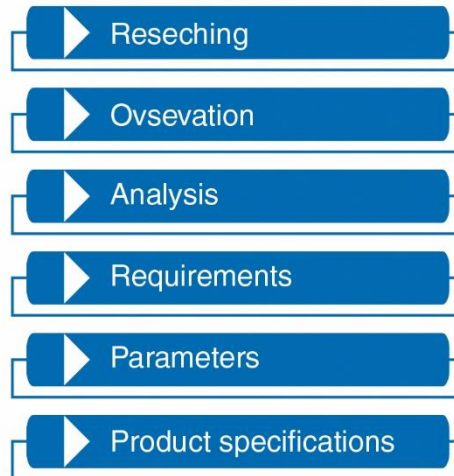 Reseching
Ovsevation
Analysis
Requirements
Parameters
Product specifications